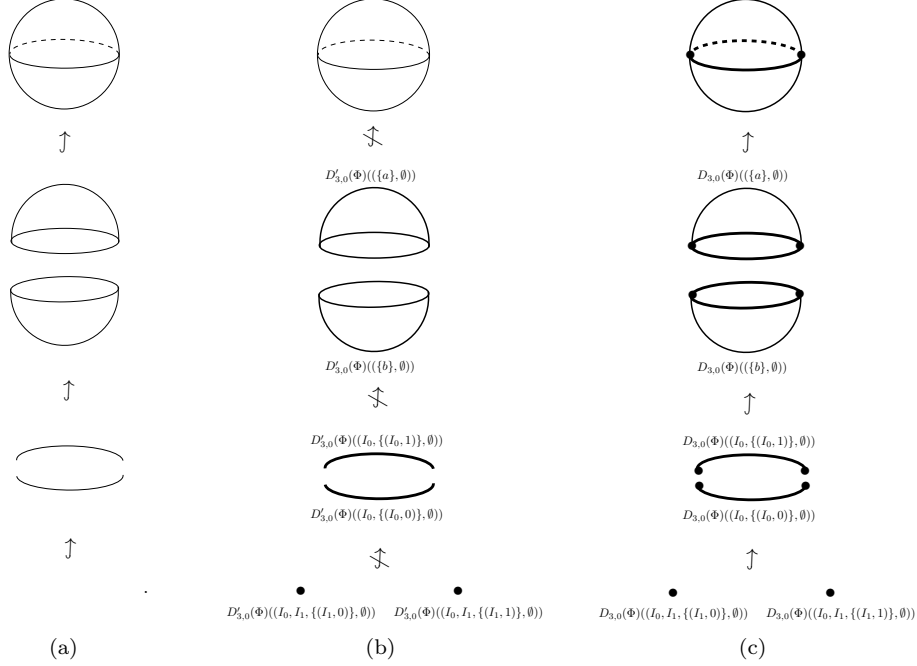 $D'_{3,0}(\Phi)((\{a\}, \emptyset))$
$D_{3,0}(\Phi)((\{a\}, \emptyset))$
$D'_{3,0}(\Phi)((\{b\}, \emptyset))$
$D_{3,0}(\Phi)((\{b\}, \emptyset))$
$D'_{3,0}(\Phi)((I_0, \{(I_0, 1)\}, \emptyset))$
$D_{3,0}(\Phi)((I_0, \{(I_0, 1)\}, \emptyset))$
$D'_{3,0}(\Phi)((I_0, \{(I_0, 0)\}, \emptyset))$
$D_{3,0}(\Phi)((I_0, \{(I_0, 0)\}, \emptyset))$
$D'_{3,0}(\Phi)((I_0, I_1, \{(I_1, 0)\}, \emptyset))$ $D'_{3,0}(\Phi)((I_0, I_1, \{(I_1, 1)\}, \emptyset))$
$D_{3,0}(\Phi)((I_0, I_1, \{(I_1, 0)\}, \emptyset))$ $D_{3,0}(\Phi)((I_0, I_1, \{(I_1, 1)\}, \emptyset))$
(a) (b) (c)